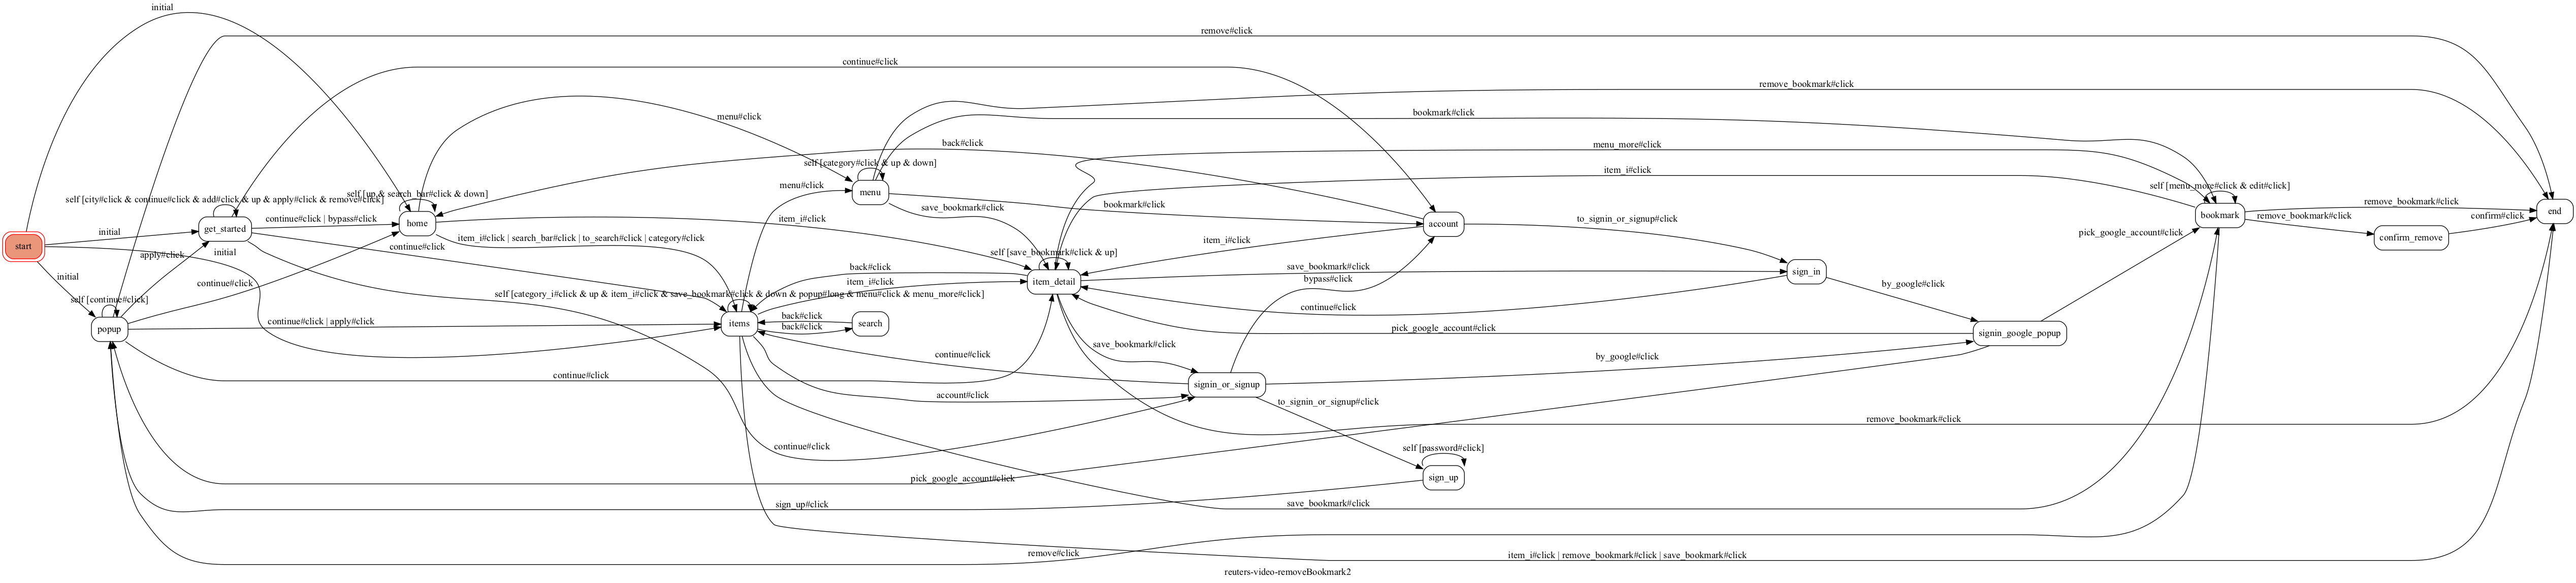 initial
remove#click
continue#click
remove_bookmark#click
bookmark#click
menu#click
back#click
menu_more#click
self [category#click & up & down]
item_i#click
menu#click
menu
self [menu_more#click & edit#click]
self [up & search_bar#click & down]
self [city#click & continue#click & add#click & up & apply#click & remove#click]
bookmark#click
save_bookmark#click
bookmark
remove_bookmark#click
end
continue#click | bypass#click
home
item_i#click
account
to_signin_or_signup#click
remove_bookmark#click
confirm#click
get_started
initial
start
item_i#click | search_bar#click | to_search#click | category#click
item_i#click
pick_google_account#click
confirm_remove
continue#click
apply#click
initial
self [save_bookmark#click & up]
back#click
save_bookmark#click
sign_in
initial
continue#click
item_i#click
item_detail
bypass#click
by_google#click
self [continue#click]
self [category_i#click & up & item_i#click & save_bookmark#click & down & popup#long & menu#click & menu_more#click]
continue#click
back#click
continue#click | apply#click
items
search
back#click
popup
pick_google_account#click
signin_google_popup
save_bookmark#click
continue#click
by_google#click
continue#click
signin_or_signup
account#click
to_signin_or_signup#click
remove_bookmark#click
continue#click
self [password#click]
pick_google_account#click
sign_up
sign_up#click
save_bookmark#click
remove#click
item_i#click | remove_bookmark#click | save_bookmark#click
reuters-video-removeBookmark2